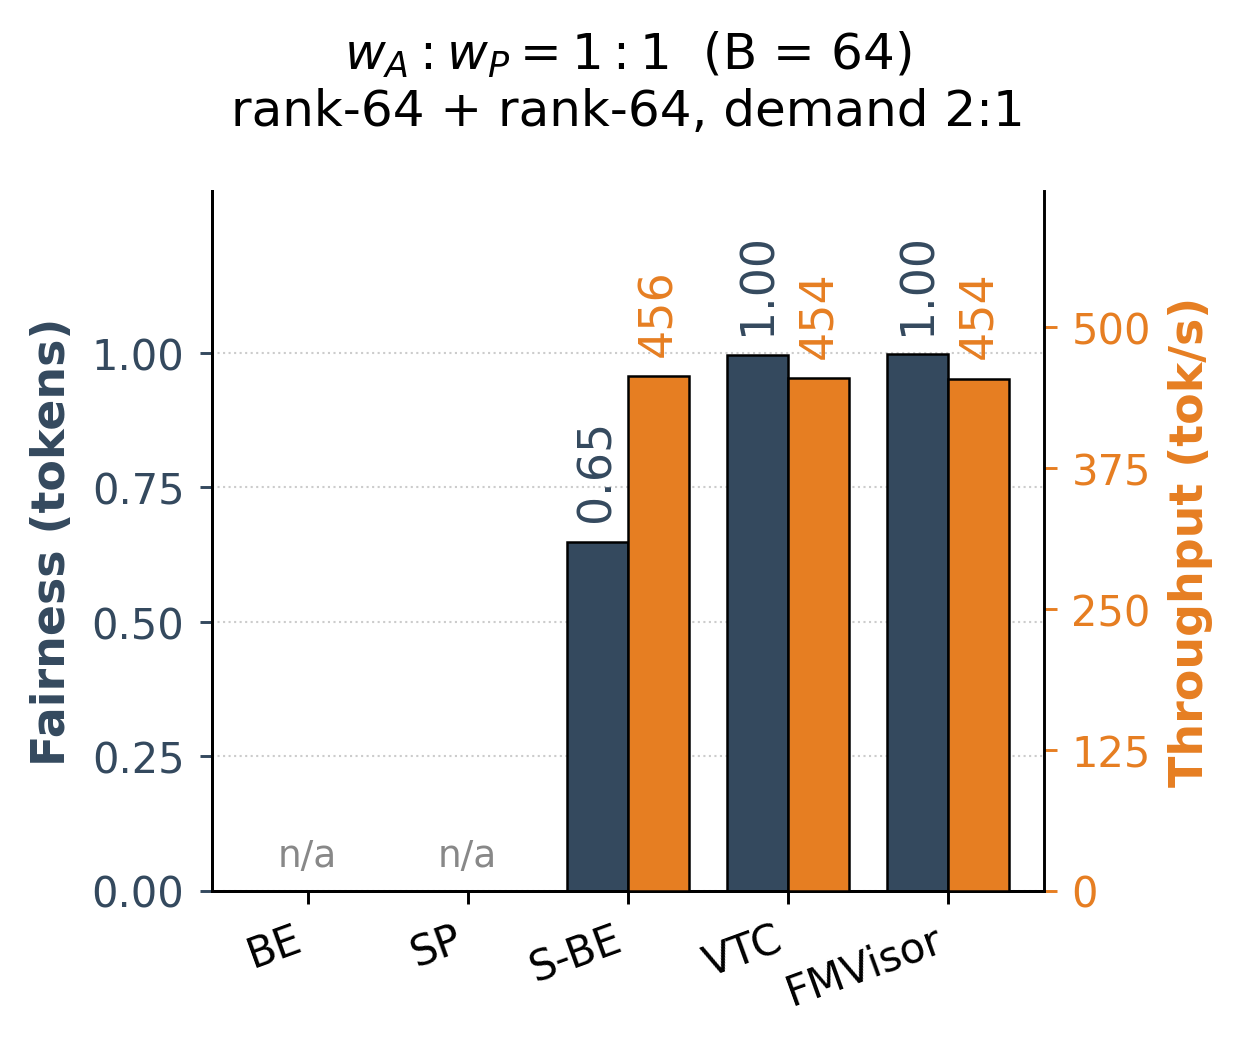 w_A : w_P = 1 : 1 (B = 64)
rank-64 + rank-64, demand 2:1
Fairness (tokens)
1.00
0.75
0.50
0.25
0.00
n/a
n/a
0.65
456
1.00
454
1.00
454
500
375
250
125
0
Throughput (tok/s)
BE
SP
S-BE
VTC
FMVisor